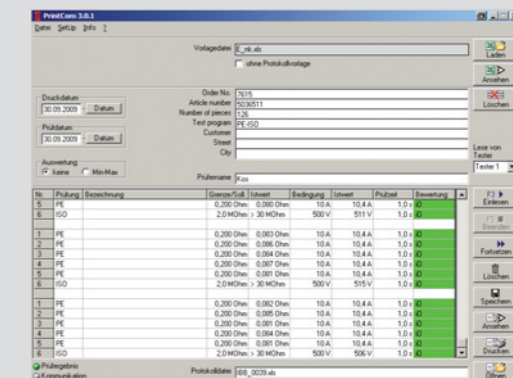 PrintCom 3.0.1
Datei SetUp Info ?
Vorlagedatei E_nk.xls
ohne Protokollvorlage
Laden
Ansehen
Löschen
Druckdatum
30.09.2009 Datum
Prüfdatum
30.09.2009 Datum
Auswertung
keine Min-Max
Order No. 7615
Article number 5036511
Number of pieces 126
Test program PE-ISO
Customer
Street
City
Prüfername Kos
Lese von
Tester
Tester 1
Nr. Prüfung Bezeichnung Grenze/Soll Istwert Bedingung Istwert Prüfzeit Bewertung
5 PE 0,200 Ohm 0,080 Ohm 10 A 10,4 A 1,0 s iO
6 ISO 2,0 MOhm > 30 MOhm 500 V 511 V 1,0 s iO
1 PE 0,200 Ohm 0,083 Ohm 10 A 10,4 A 1,0 s iO
2 PE 0,200 Ohm 0,086 Ohm 10 A 10,4 A 1,0 s iO
3 PE 0,200 Ohm 0,084 Ohm 10 A 10,4 A 1,0 s iO
4 PE 0,200 Ohm 0,087 Ohm 10 A 10,4 A 1,0 s iO
5 PE 0,200 Ohm 0,081 Ohm 10 A 10,4 A 1,0 s iO
6 ISO 2,0 MOhm > 30 MOhm 500 V 515 V 1,0 s iO
1 PE 0,200 Ohm 0,082 Ohm 10 A 10,4 A 1,0 s iO
2 PE 0,200 Ohm 0,085 Ohm 10 A 10,4 A 1,0 s iO
3 PE 0,200 Ohm 0,081 Ohm 10 A 10,4 A 1,0 s iO
4 PE 0,200 Ohm 0,084 Ohm 10 A 10,4 A 1,0 s iO
5 PE 0,200 Ohm 0,081 Ohm 10 A 10,4 A 1,0 s iO
6 ISO 2,0 MOhm > 30 MOhm 500 V 506 V 1,0 s iO
F3
Einlesen
F5
Beenden
Fortsetzen
Löschen
Speichern
Ansehen
Drucken
Prüfergebnis
Kommunikation
Protokolldatei IBB_0039.xls
Öffnen